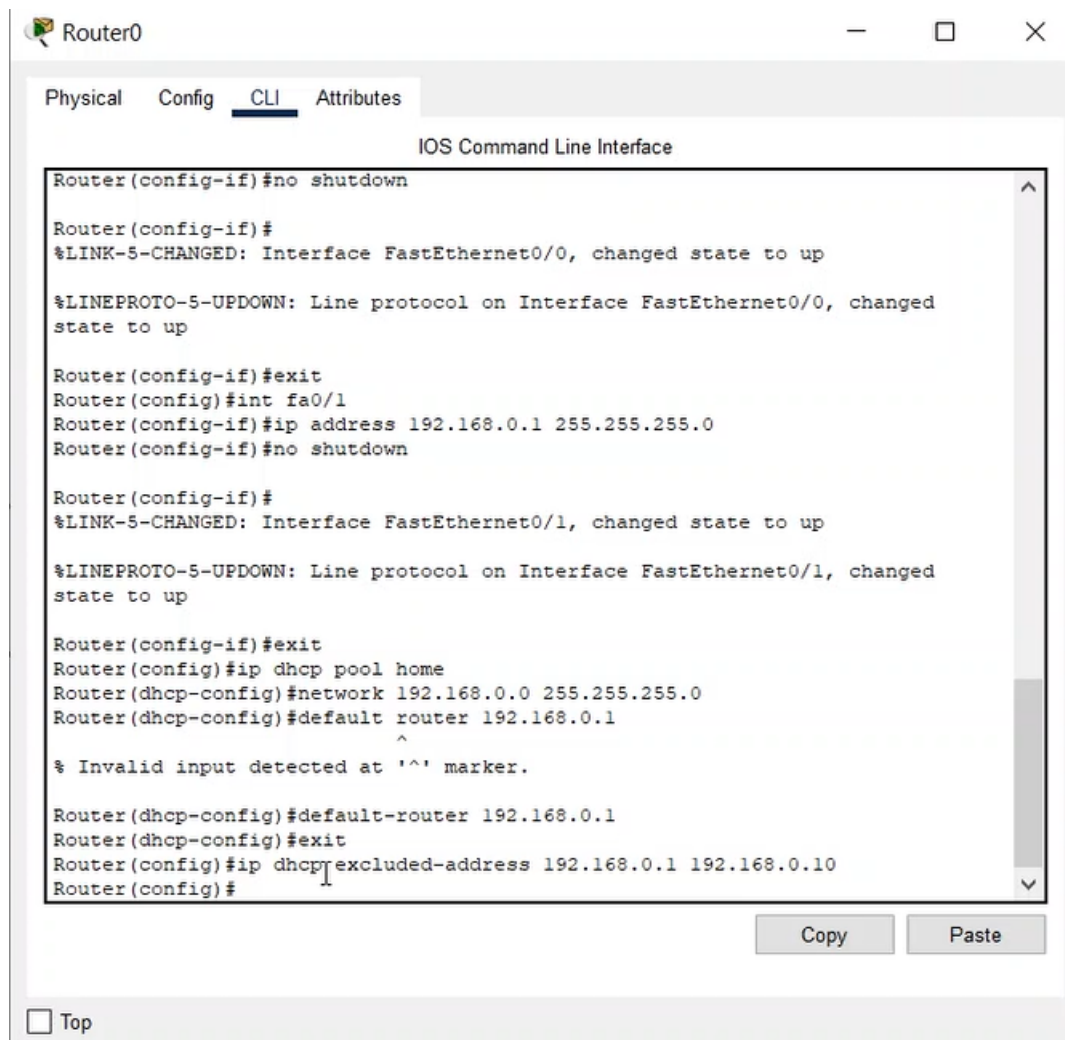 Router0
Physical Config CLI Attributes
IOS Command Line Interface
Router(config-if)#no shutdown
Router(config-if)#
%LINK-5-CHANGED: Interface FastEthernet0/0, changed state to up
%LINEPROTO-5-UPDOWN: Line protocol on Interface FastEthernet0/0, changed
state to up
Router(config-if)#exit
Router(config)#int fa0/1
Router(config-if)#ip address 192.168.0.1 255.255.255.0
Router(config-if)#no shutdown
Router(config-if)#
%LINK-5-CHANGED: Interface FastEthernet0/1, changed state to up
%LINEPROTO-5-UPDOWN: Line protocol on Interface FastEthernet0/1, changed
state to up
Router(config-if)#exit
Router(config)#ip dhcp pool home
Router(dhcp-config)#network 192.168.0.0 255.255.255.0
Router(dhcp-config)#default router 192.168.0.1
^
% Invalid input detected at '^' marker.
Router(dhcp-config)#default-router 192.168.0.1
Router(dhcp-config)#exit
Router(config)#ip dhcp excluded-address 192.168.0.1 192.168.0.10
Router(config)#
Copy Paste
Top